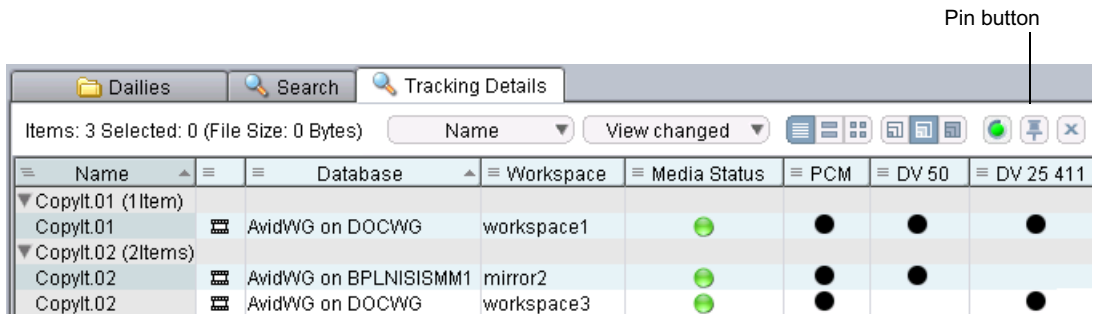 Pin button
Dailies Search Tracking Details
Items: 3 Selected: 0 (File Size: 0 Bytes) Name View changed
Name Database Workspace Media Status PCM DV 50 DV 25 411
CopyIt.01 (1Item)
CopyIt.01 AvidWG on DOCWG workspace1
CopyIt.02 (2Items)
CopyIt.02 AvidWG on BPLNISISMM1 mirror2
CopyIt.02 AvidWG on DOCWG workspace3